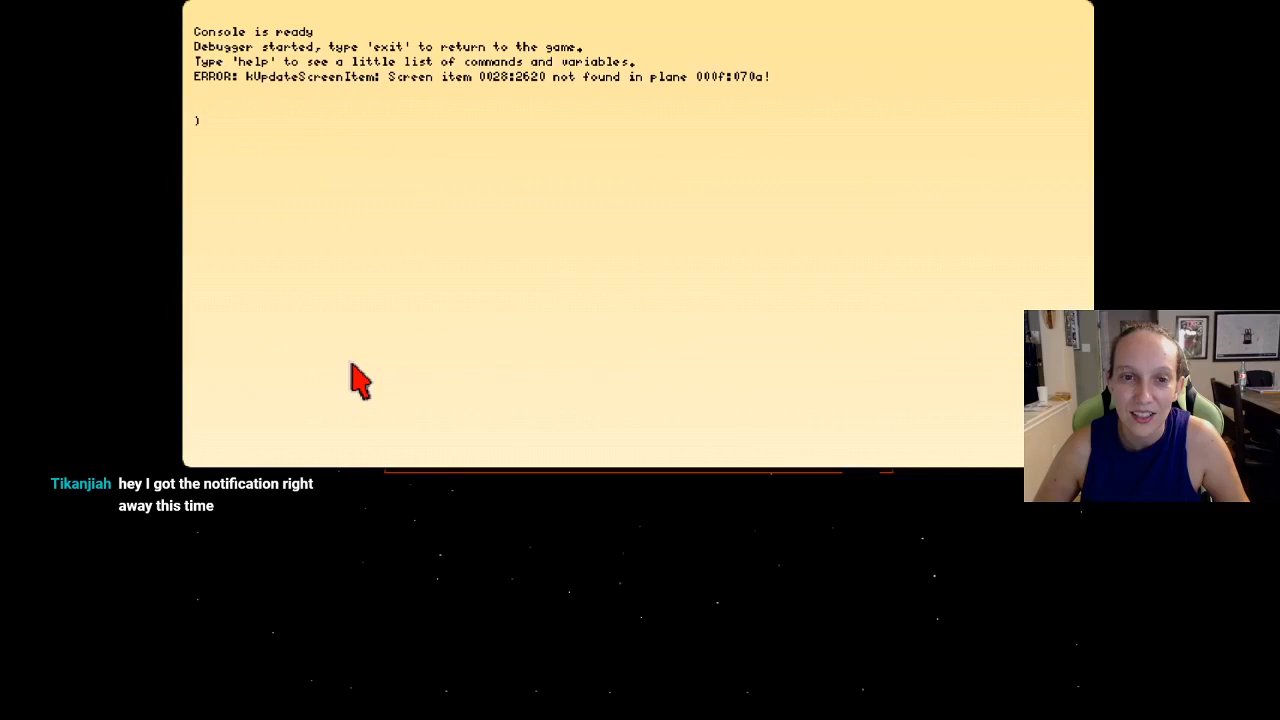 Console is ready
Debugger started, type 'exit' to return to the game.
Type 'help' to see a little list of commands and variables.
ERROR: kUpdateScreenItem: Screen item 0028:2620 not found in plane 000f:070a!
)
Tikanjiah hey I got the notification right
away this time